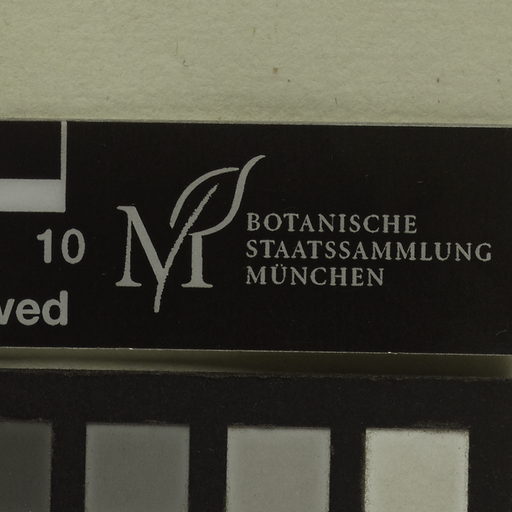 10
BOTANISCHE
STAATSSAMMLUNG
MÜNCHEN